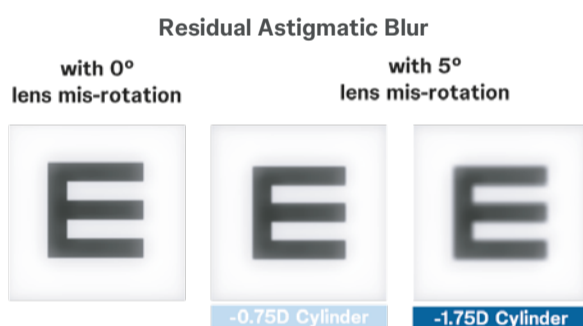 Residual Astigmatic Blur
with 0°
lens mis-rotation
with 5°
lens mis-rotation
E
E
E
-0.75D Cylinder
-1.75D Cylinder